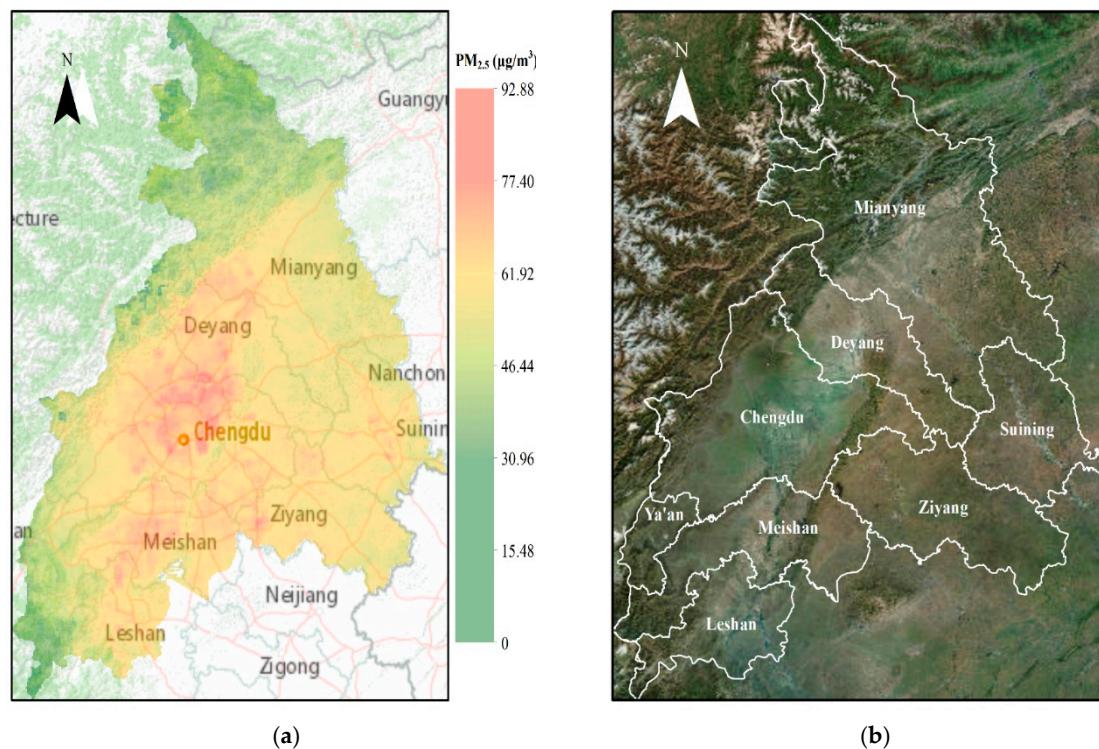 N
PM2.5 (μg/m3)
92.88
77.40
61.92
46.44
30.96
15.48
0
Guangyu
ecture
Mianyang
Deyang
Nanchon
Chengdu
Suining
an
Ziyang
Meishan
Neijiang
Leshan
Zigong
(a)
N
Mianyang
Deyang
Chengdu
Suining
Ya'an
Ziyang
Meishan
Leshan
(b)